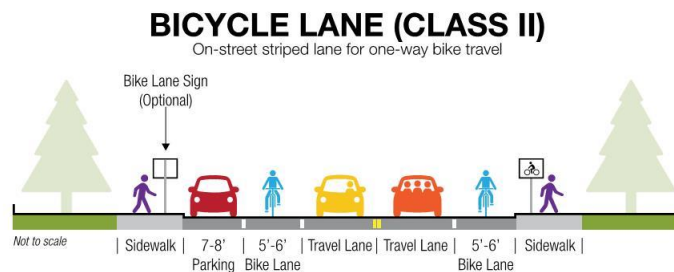 BICYCLE LANE (CLASS II)
On-street striped lane for one-way bike travel
Bike Lane Sign
(Optional)
Not to scale
| Sidewalk | 7-8' | 5'-6' | Travel Lane | Travel Lane | 5'-6' | Sidewalk |
Parking Bike Lane Bike Lane